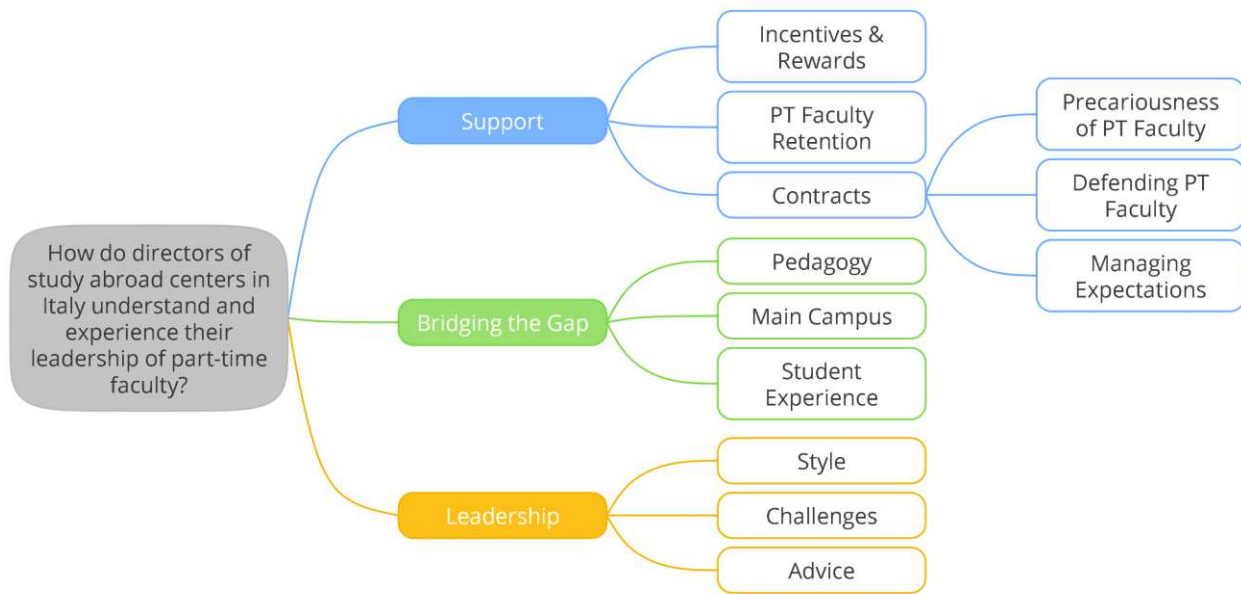 How do directors of
study abroad centers in
Italy understand and
experience their
leadership of part-time
faculty?
Support
Incentives &
Rewards
PT Faculty
Retention
Contracts
Precariousness
of PT Faculty
Defending PT
Faculty
Managing
Expectations
Bridging the Gap
Pedagogy
Main Campus
Student
Experience
Leadership
Style
Challenges
Advice